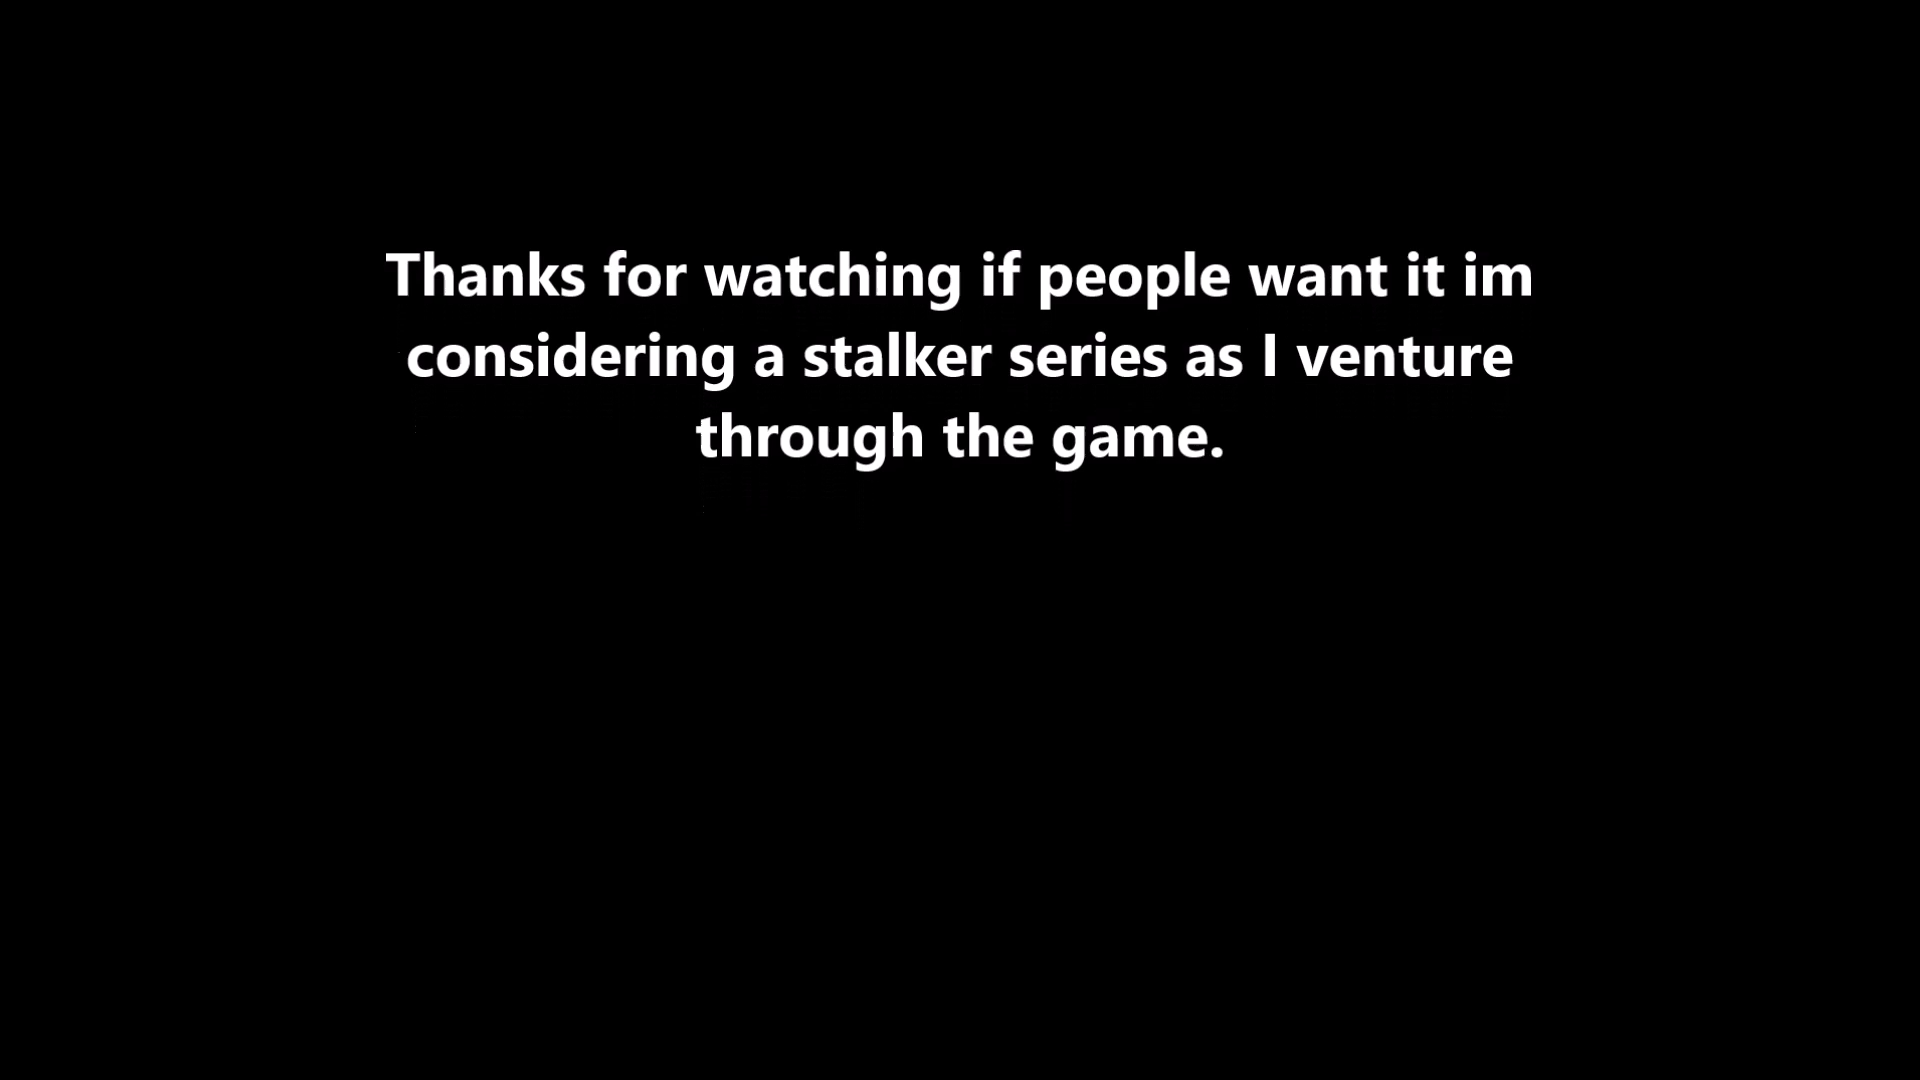 Thanks for watching if people want it im
considering a stalker series as I venture
through the game.